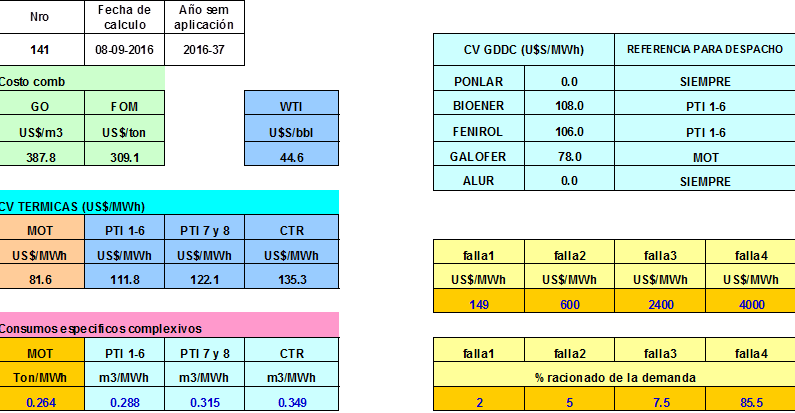 Nro Fecha de calculo Año sem aplicación
141 08-09-2016 2016-37
Costo comb
GO FOM WTI
US$/m3 US$/ton U$S/bbl
387.8 309.1 44.6
CV TERMICAS (US$/MWh)
MOT PTI 1-6 PTI 7 y 8 CTR
US$/MWh US$/MWh US$/MWh US$/MWh
81.6 111.8 122.1 135.3
Consumos especificos complexivos
MOT PTI 1-6 PTI 7 y 8 CTR
Ton/MWh m3/MWh m3/MWh m3/MWh
0.264 0.288 0.315 0.349
CV GDDC (U$S/MWh) REFERENCIA PARA DESPACHO
PONLAR 0.0 SIEMPRE
BIOENER 108.0 PTI 1-6
FENIROL 106.0 PTI 1-6
GALOFER 78.0 MOT
ALUR 0.0 SIEMPRE
falla1 falla2 falla3 falla4
US$/MWh US$/MWh US$/MWh US$/MWh
149 600 2400 4000
falla1 falla2 falla3 falla4
% racionado de la demanda
2 5 7.5 85.5